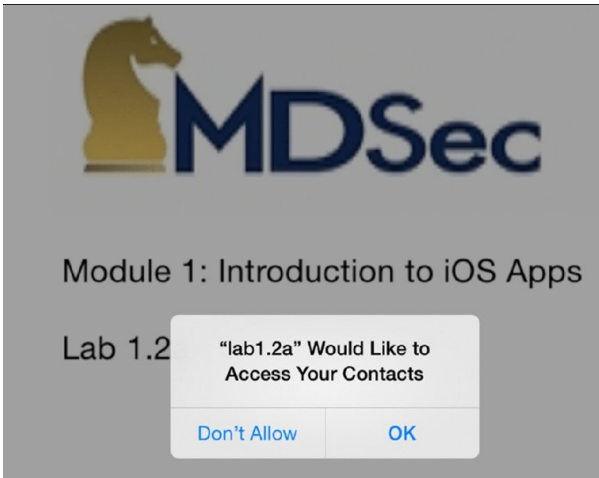 MDSec
Module 1: Introduction to iOS Apps
Lab 1.2
“lab1.2a” Would Like to
Access Your Contacts
Don’t Allow
OK